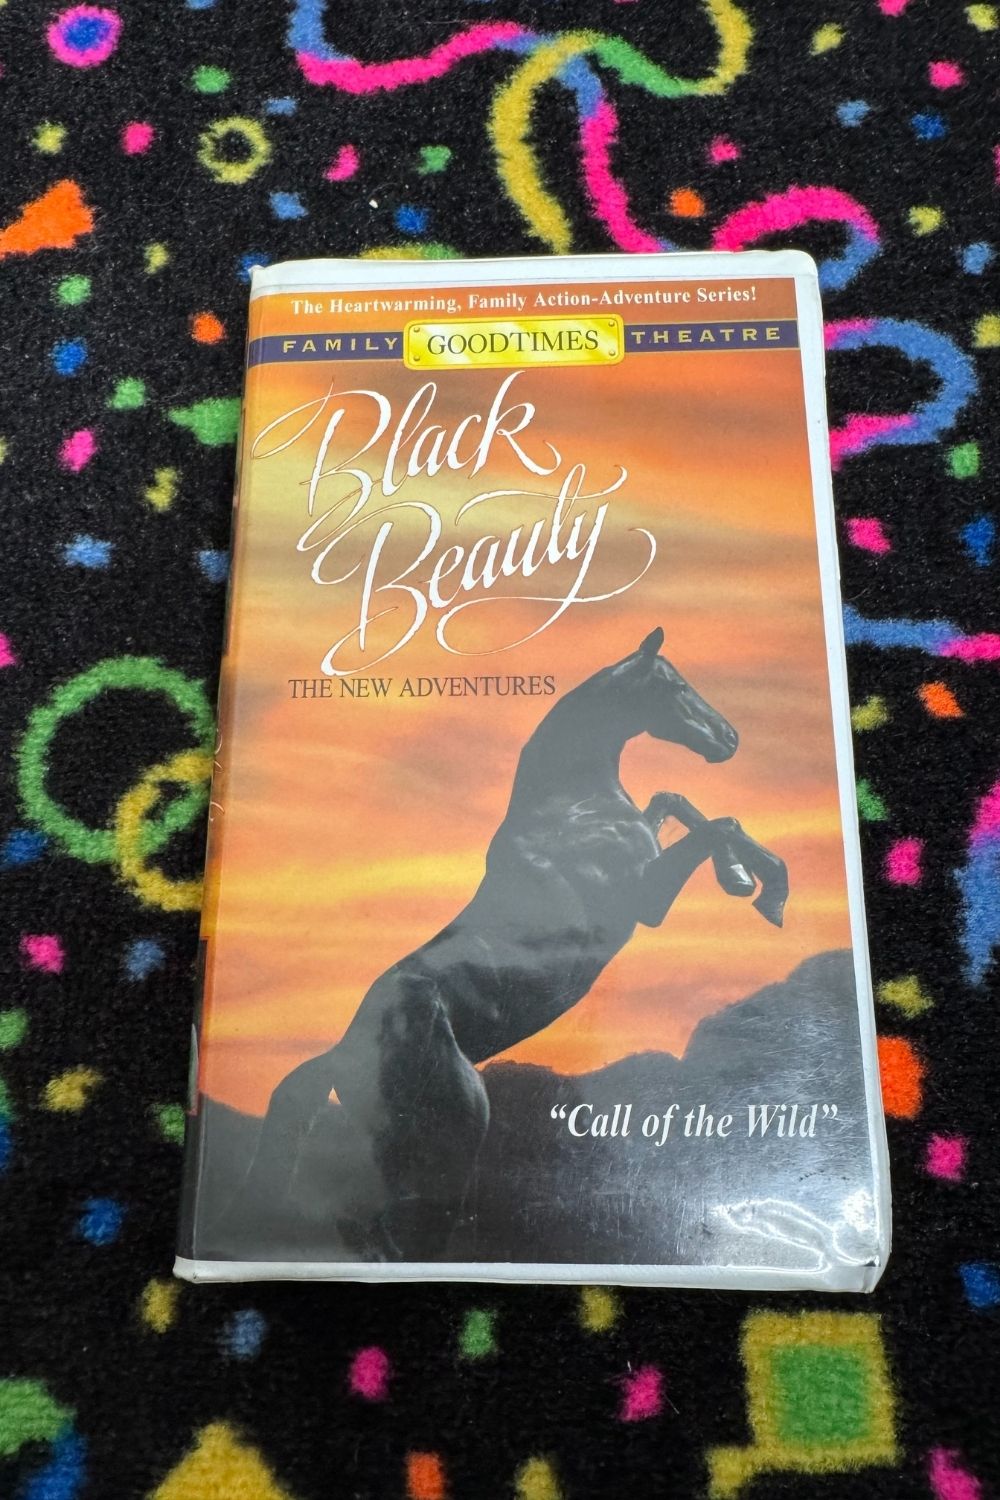 The Heartwarming, Family Action-Adventure Series!
FAMILY GOODTIMES THEATRE
Black
Beauty
THE NEW ADVENTURES
"Call of the Wild"